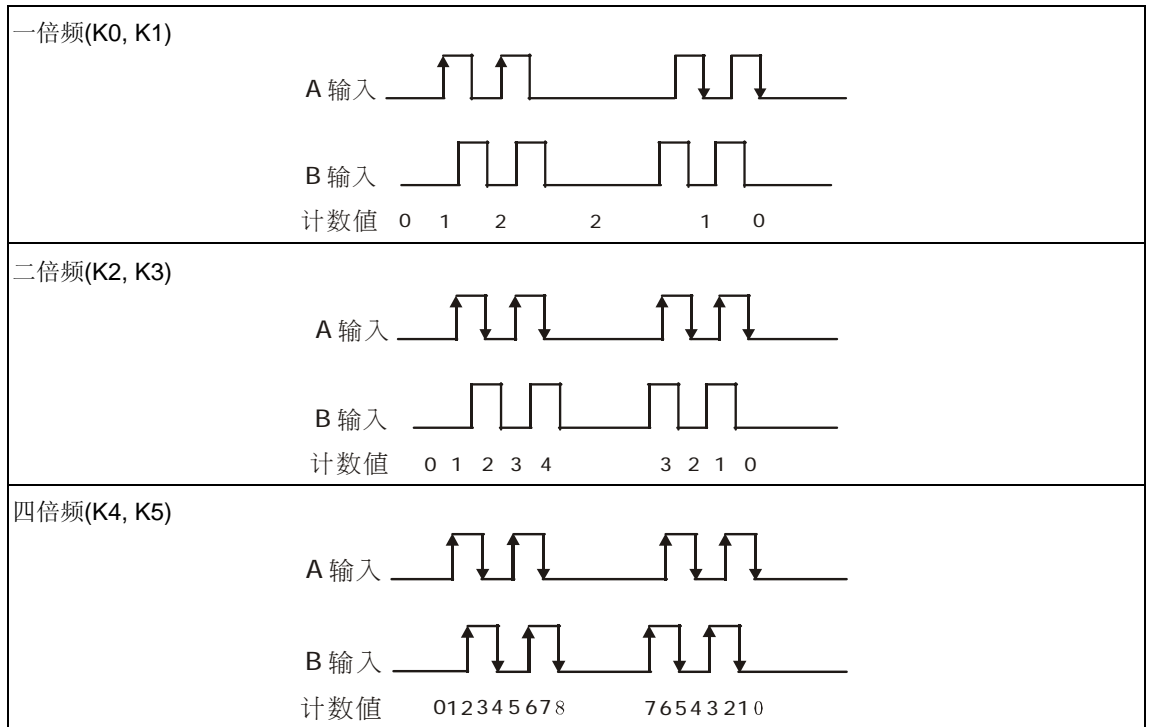 一倍频(K0, K1)
A 输入
B 输入
计数值 0 1 2 2 1 0
二倍频(K2, K3)
A 输入
B 输入
计数值 0 1 2 3 4 3 2 1 0
四倍频(K4, K5)
A 输入
B 输入
计数值 012345678 76543210